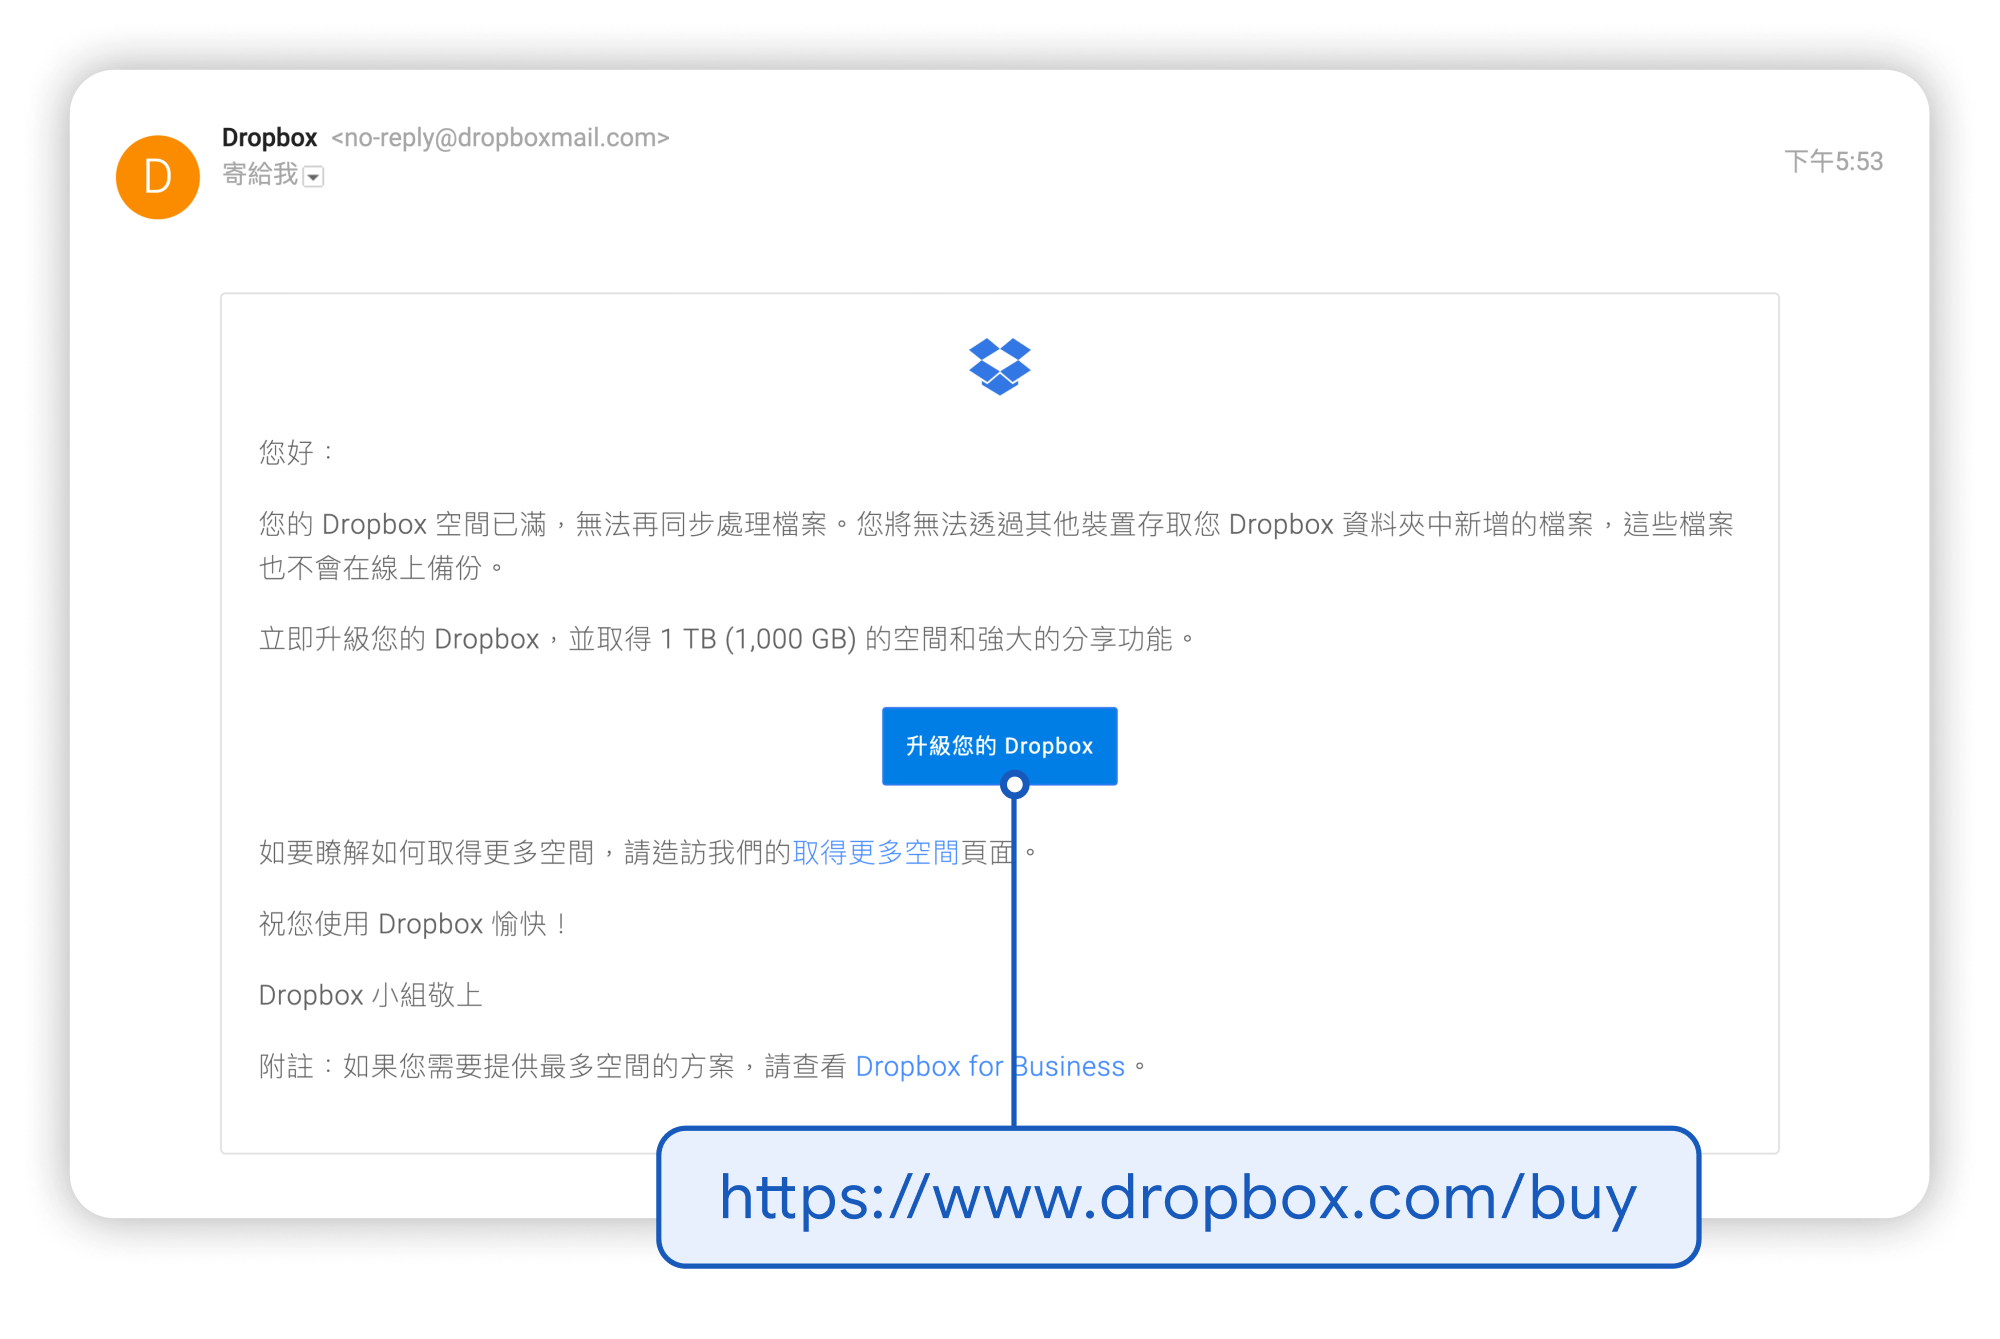 D
Dropbox <no-reply@dropboxmail.com>
寄給我
下午5:53
您好：
您的 Dropbox 空間已滿，無法再同步處理檔案。您將無法透過其他裝置存取您 Dropbox 資料夾中新增的檔案，這些檔案
也不會在線上備份。
立即升級您的 Dropbox，並取得 1 TB (1,000 GB) 的空間和強大的分享功能。
升級您的 Dropbox
如要瞭解如何取得更多空間，請造訪我們的取得更多空間頁面。
祝您使用 Dropbox 愉快！
Dropbox 小組敬上
附註：如果您需要提供最多空間的方案，請查看 Dropbox for Business。
https://www.dropbox.com/buy